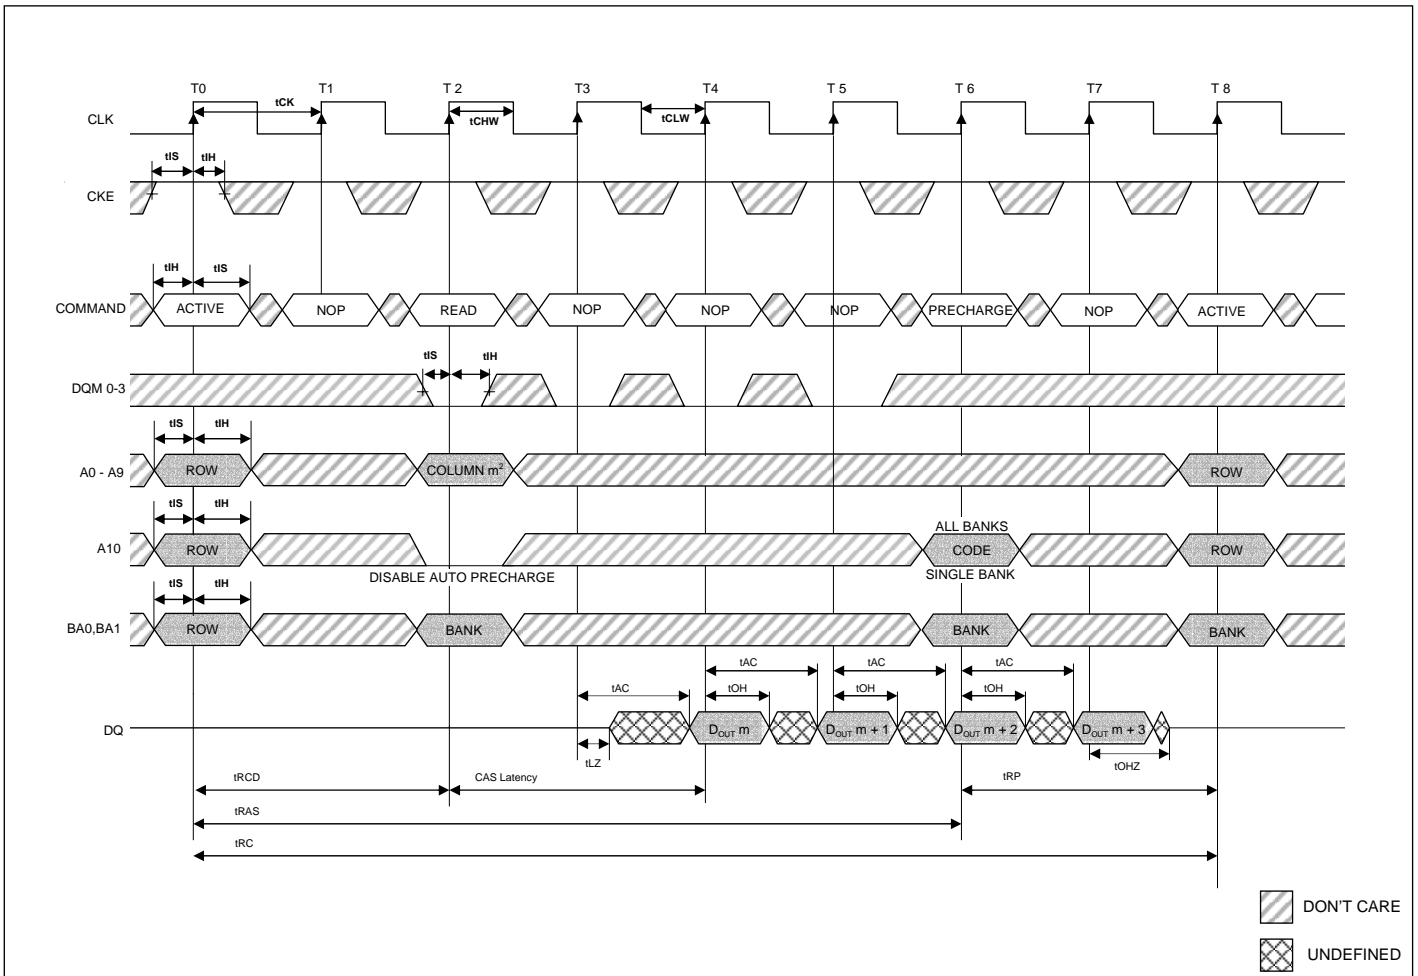 T0 T1 T 2 T3 T4 T 5 T 6 T7 T 8
tCK
CLK tCHW tCLW
tIS tIH
CKE
tIH tIS
COMMAND ACTIVE NOP READ NOP NOP NOP PRECHARGE NOP ACTIVE
tIS tIH
DQM 0-3
tIS tIH
A0 - A9 ROW COLUMN m² ROW
tIS tIH ALL BANKS
A10 ROW CODE ROW
DISABLE AUTO PRECHARGE SINGLE BANK
tIS tIH
BA0,BA1 ROW BANK BANK BANK
tAC tAC tAC
tAC tOH tOH tOH
DQ DOUT m DOUT m + 1 DOUT m + 2 DOUT m + 3
tLZ tOHZ
tRCD CAS Latency tRP
tRAS
tRC
DON'T CARE
UNDEFINED